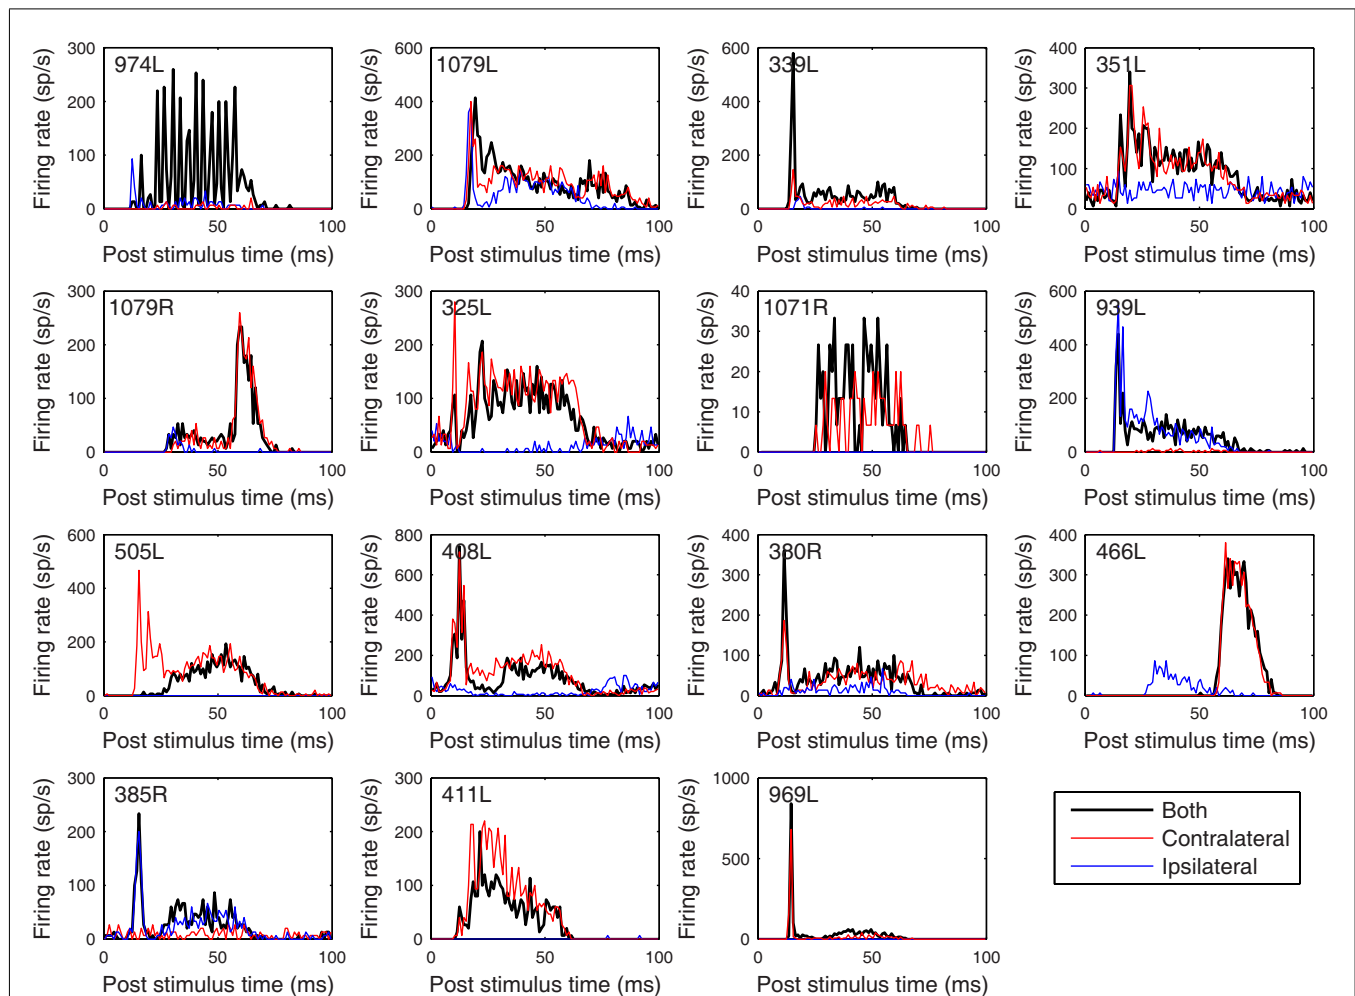 974L
Firing rate (sp/s)
300
200
100
0
0 50 100
Post stimulus time (ms)
1079L
Firing rate (sp/s)
600
400
200
0
0 50 100
Post stimulus time (ms)
339L
Firing rate (sp/s)
600
400
200
0
0 50 100
Post stimulus time (ms)
351L
Firing rate (sp/s)
400
300
200
100
0
0 50 100
Post stimulus time (ms)
1079R
Firing rate (sp/s)
300
200
100
0
0 50 100
Post stimulus time (ms)
325L
Firing rate (sp/s)
300
200
100
0
0 50 100
Post stimulus time (ms)
1071R
Firing rate (sp/s)
40
30
20
10
0
0 50 100
Post stimulus time (ms)
939L
Firing rate (sp/s)
600
400
200
0
0 50 100
Post stimulus time (ms)
505L
Firing rate (sp/s)
600
400
200
0
0 50 100
Post stimulus time (ms)
408L
Firing rate (sp/s)
800
600
400
200
0
0 50 100
Post stimulus time (ms)
Firing rate (sp/s)
400
300
200
100
0
0 50 100
Post stimulus time (ms)
466L
Firing rate (sp/s)
400
300
200
100
0
0 50 100
Post stimulus time (ms)
385R
Firing rate (sp/s)
300
200
100
0
0 50 100
Post stimulus time (ms)
411L
Firing rate (sp/s)
300
200
100
0
0 50 100
Post stimulus time (ms)
969L
Firing rate (sp/s)
1000
500
0
0 50 100
Post stimulus time (ms)
Both
Contralateral
Ipsilateral